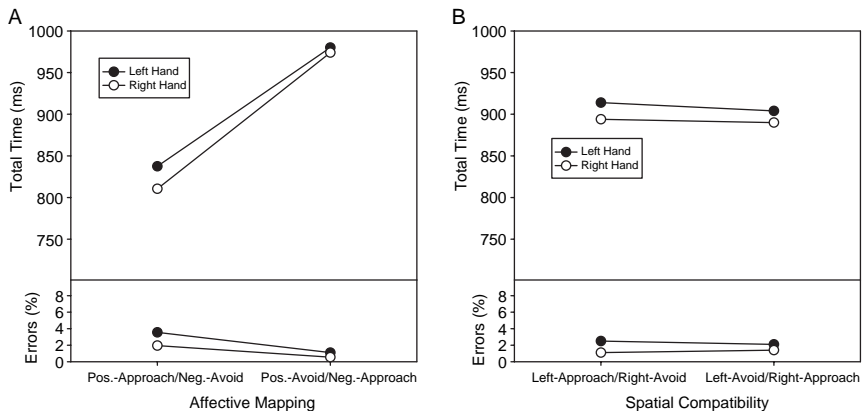 A
1000
950
900
850
800
750
Total Time (ms)
Left Hand
Right Hand
8
6
4
2
0
Errors (%)
Pos.-Approach/Neg.-Avoid
Pos.-Avoid/Neg.-Approach
Affective Mapping
B
1000
950
900
850
800
750
Total Time (ms)
Left Hand
Right Hand
8
6
4
2
0
Errors (%)
Left-Approach/Right-Avoid
Left-Avoid/Right-Approach
Spatial Compatibility